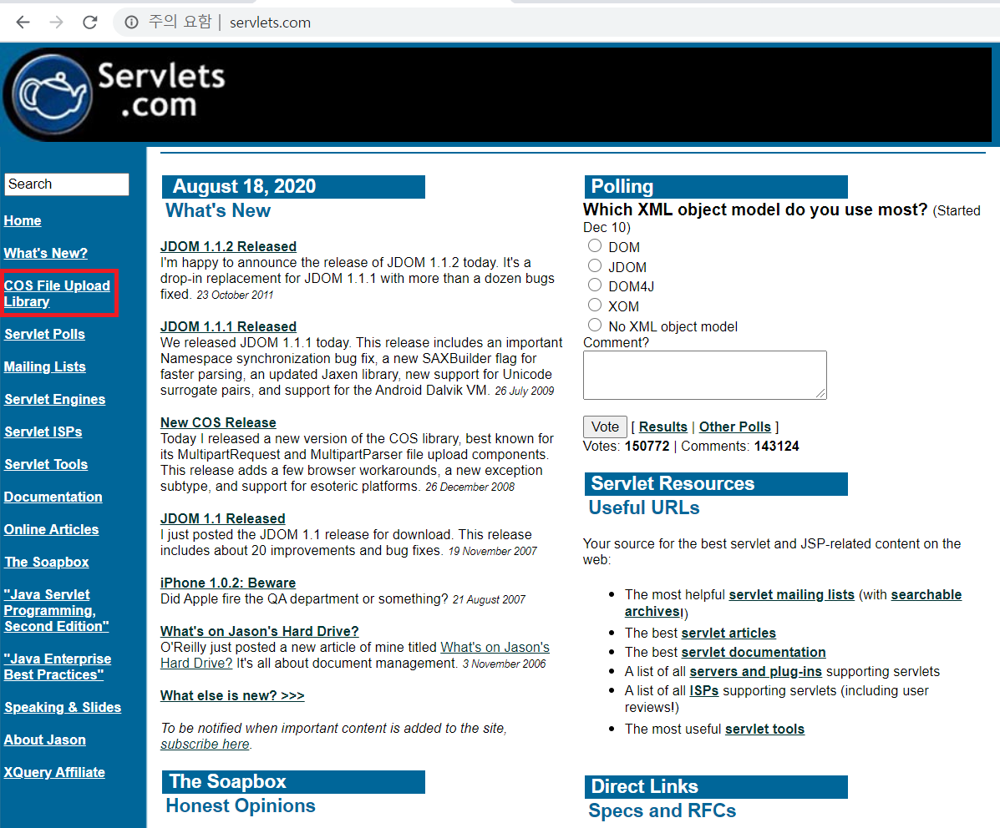 주의 요함 | servlets.com
Servlets
.com
Search
Home
What's New?
COS File Upload
Library
Servlet Polls
Mailing Lists
Servlet Engines
Servlet ISPs
Servlet Tools
Documentation
Online Articles
The Soapbox
"Java Servlet
Programming,
Second Edition"
"Java Enterprise
Best Practices"
Speaking & Slides
About Jason
XQuery Affiliate
August 18, 2020
What's New
JDOM 1.1.2 Released
I'm happy to announce the release of JDOM 1.1.2 today. It's a
drop-in replacement for JDOM 1.1.1 with more than a dozen bugs
fixed. 23 October 2011
JDOM 1.1.1 Released
We released JDOM 1.1.1 today. This release includes an important
Namespace synchronization bug fix, a new SAXBuilder flag for
faster parsing, an updated Jaxen library, new support for Unicode
surrogate pairs, and support for the Android Dalvik VM. 26 July 2009
New COS Release
Today I released a new version of the COS library, best known for
its MultipartRequest and MultipartParser file upload components.
This release adds a few browser workarounds, a new exception
subtype, and support for esoteric platforms. 26 December 2008
JDOM 1.1 Released
I just posted the JDOM 1.1 release for download. This release
includes about 20 improvements and bug fixes. 19 November 2007
iPhone 1.0.2: Beware
Did Apple fire the QA department or something? 21 August 2007
What's on Jason's Hard Drive?
O'Reilly just posted a new article of mine titled What's on Jason's
Hard Drive? It's all about document management. 3 November 2006
What else is new? >>>
To be notified when important content is added to the site,
subscribe here.
The Soapbox
Honest Opinions
Polling
Which XML object model do you use most? (Started
Dec 10)
DOM
JDOM
DOM4J
XOM
No XML object model
Comment?
Vote [ Results | Other Polls ]
Votes: 150772 | Comments: 143124
Servlet Resources
Useful URLs
Your source for the best servlet and JSP-related content on the
web:
• The most helpful servlet mailing lists (with searchable
archives!)
• The best servlet articles
• The best servlet documentation
• A list of all servers and plug-ins supporting servlets
• A list of all ISPs supporting servlets (including user
reviews!)
• The most useful servlet tools
Direct Links
Specs and RFCs